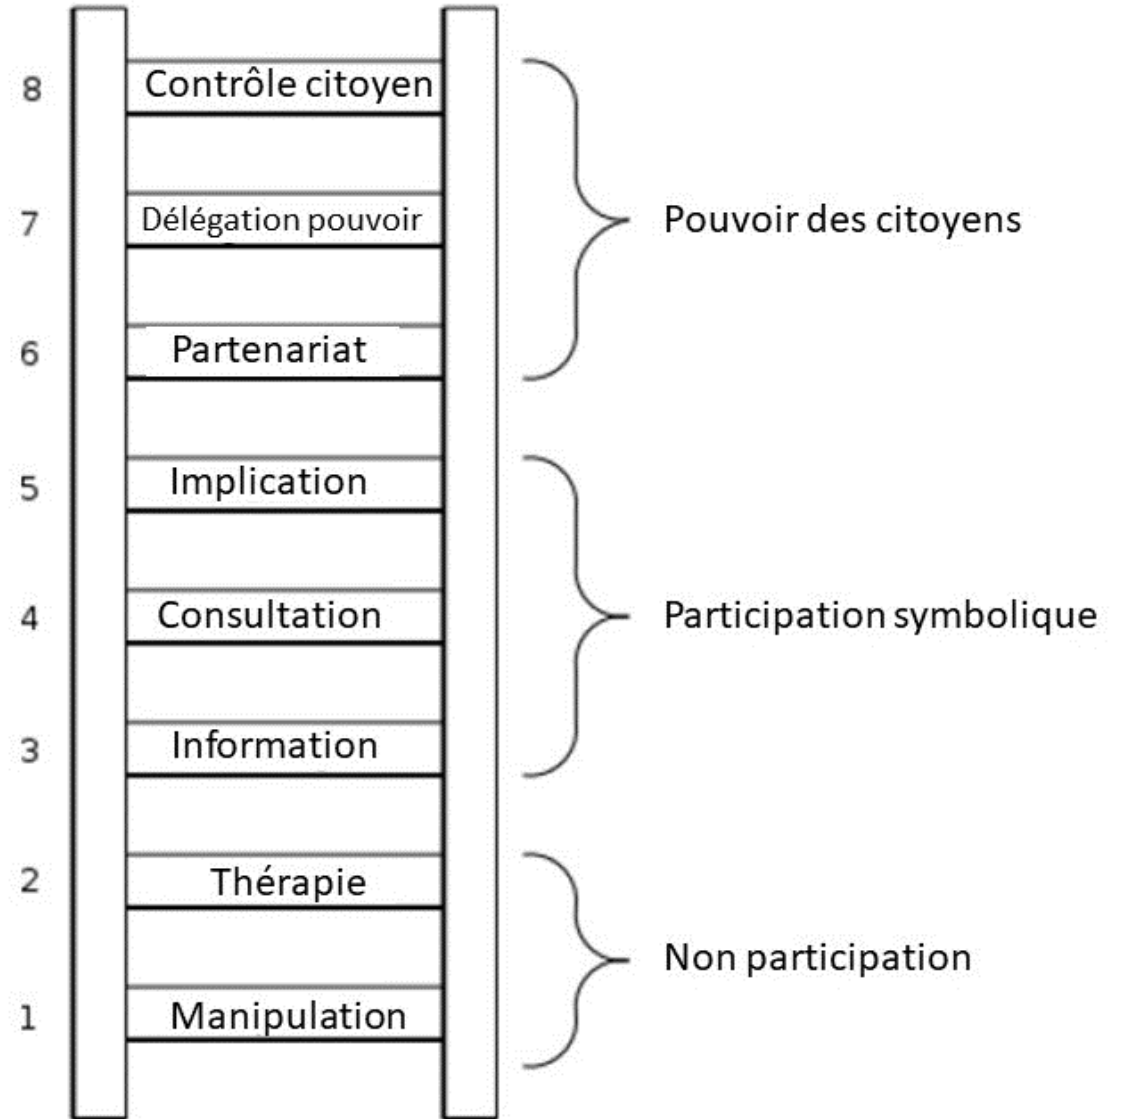 8 Contrôle citoyen
7 Délégation pouvoir
Pouvoir des citoyens
6 Partenariat
5 Implication
4 Consultation
Participation symbolique
3 Information
2 Thérapie
Non participation
1 Manipulation